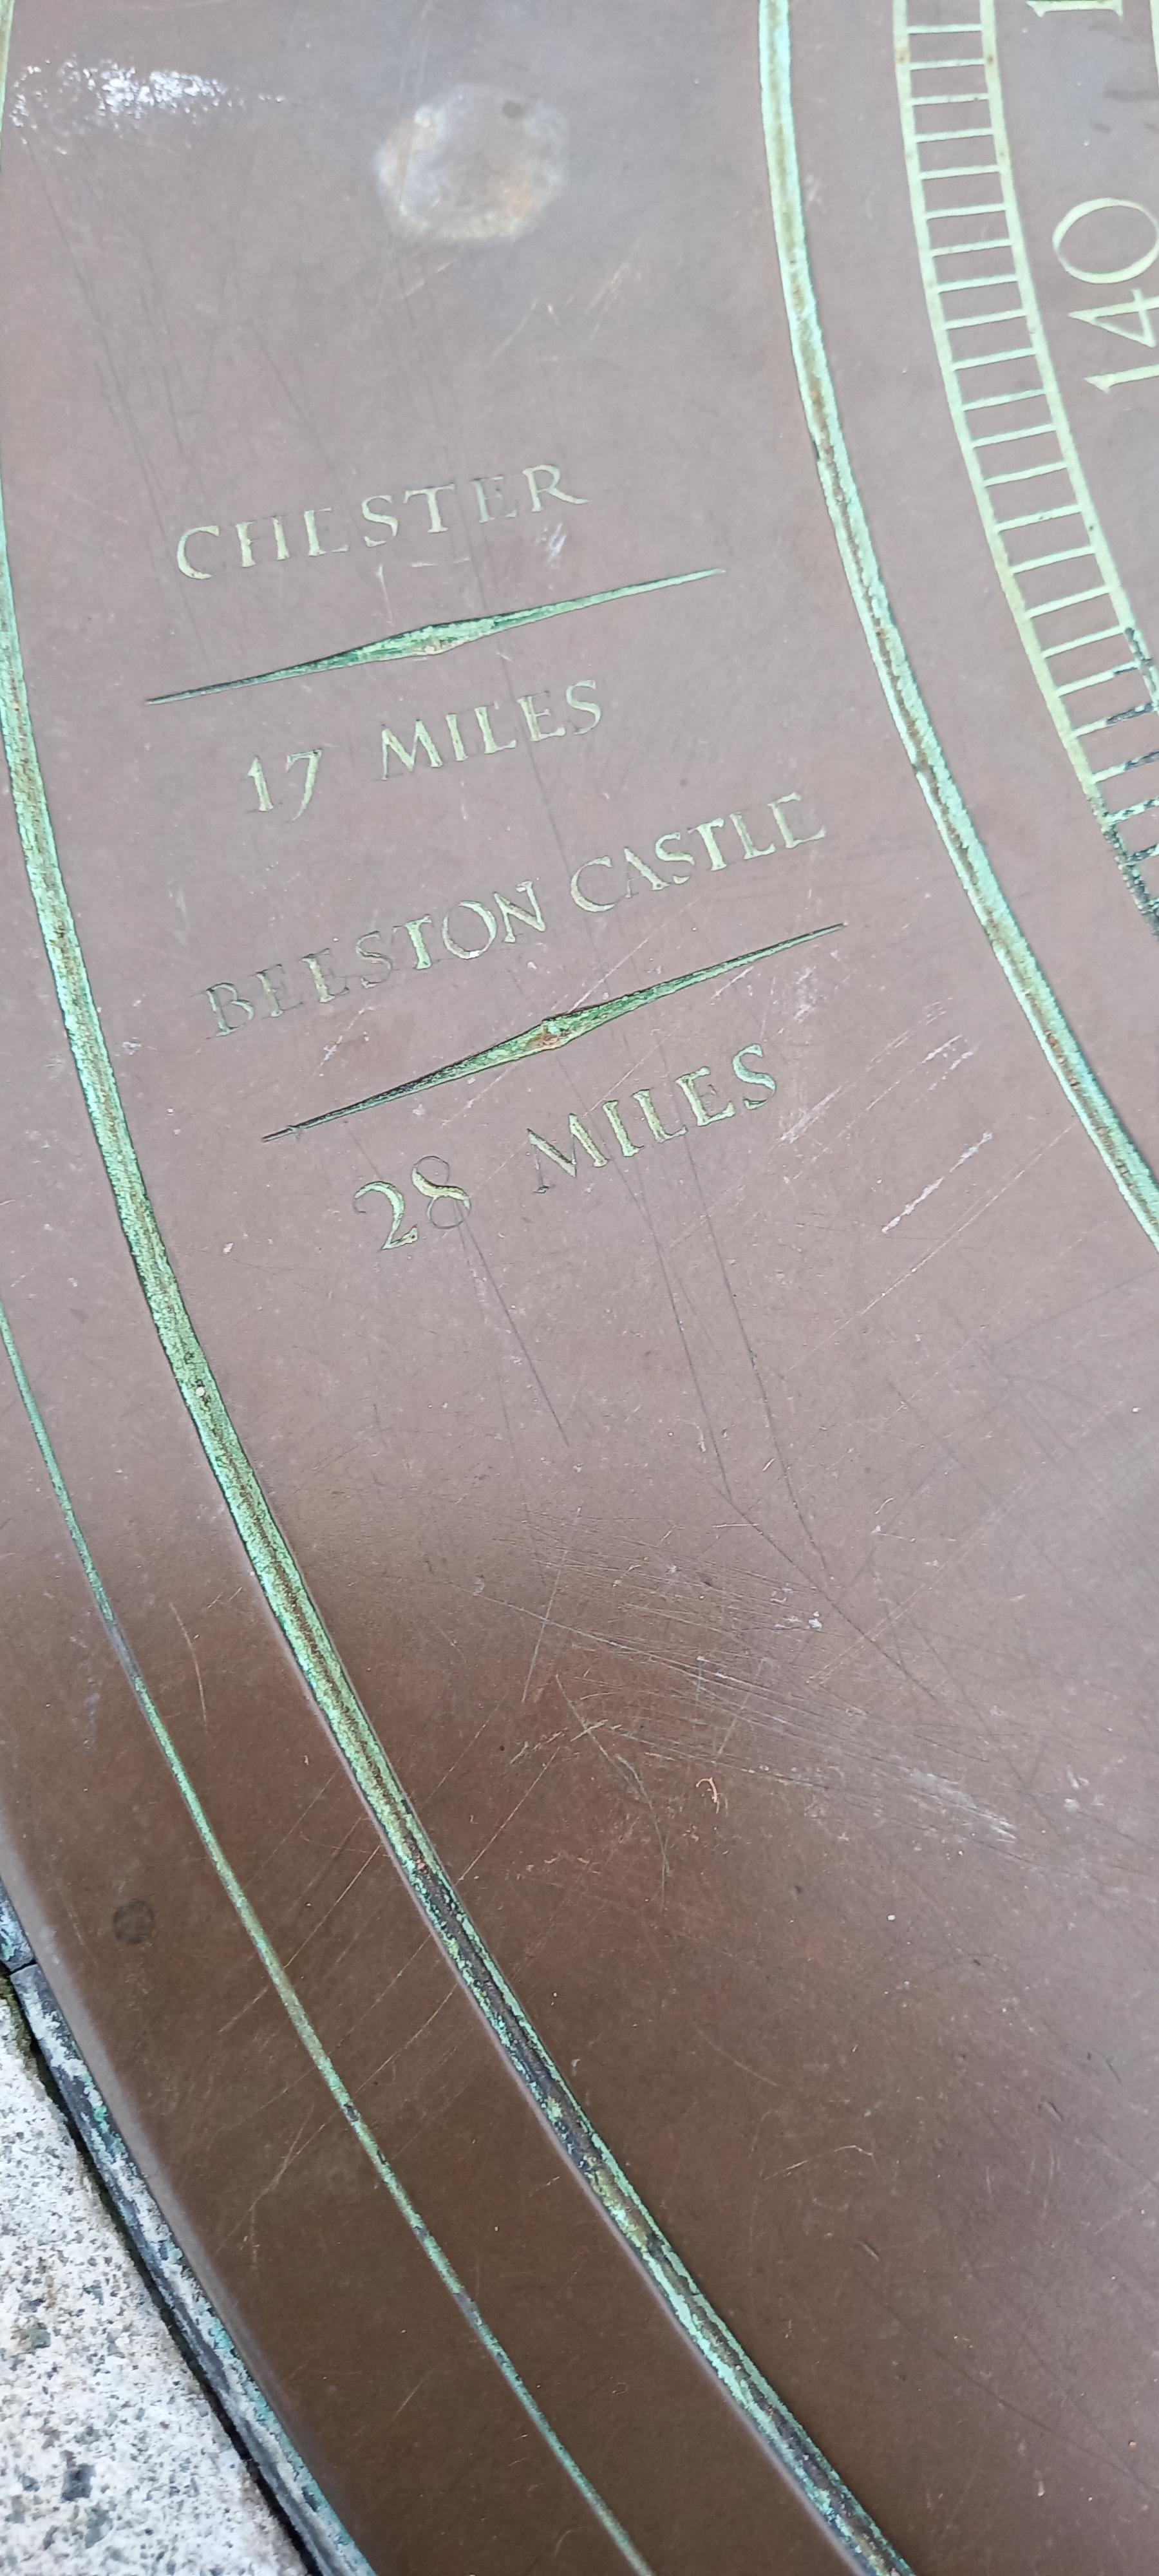 CHESTER
17 MILES
BEESTON CASTLE
28 MILES
140